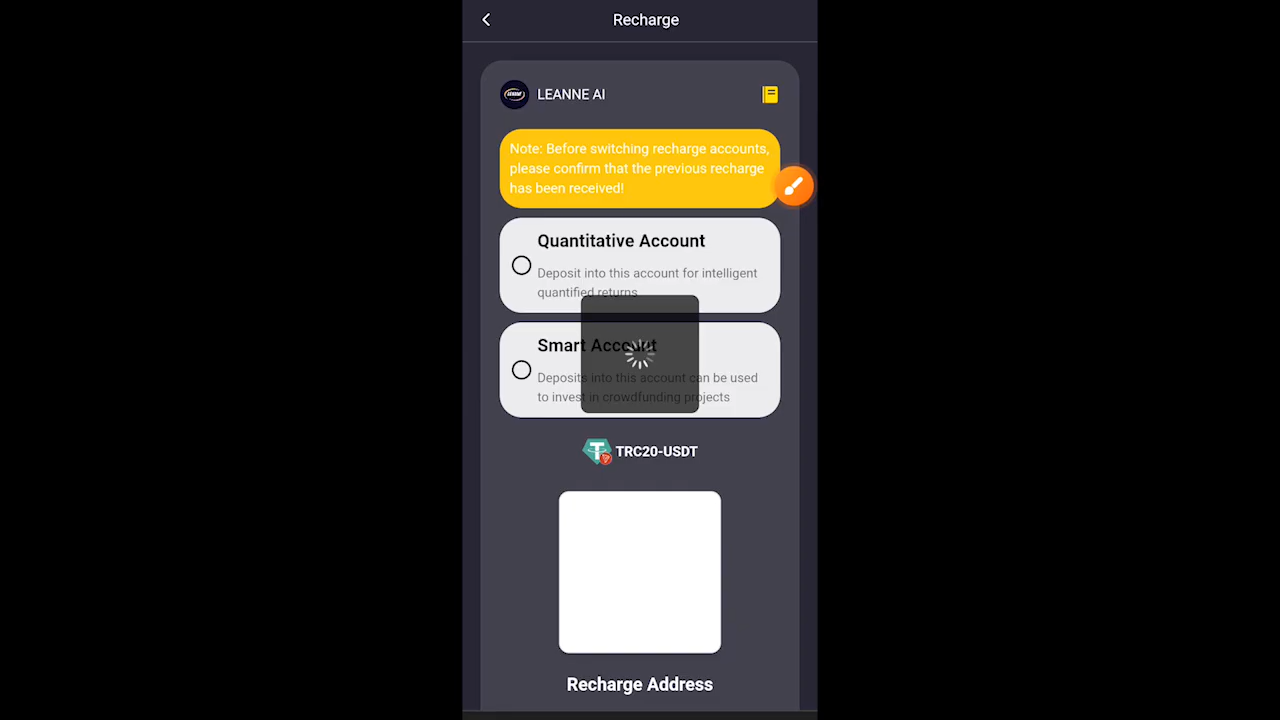 Recharge
LEANNE AI
Note: Before switching recharge accounts,
please confirm that the previous recharge
has been received!
Quantitative Account
Deposit into this account for intelligent
quantified returns
Smart Account
Deposits into this account can be used
to invest in crowdfunding projects
TRC20-USDT
Recharge Address